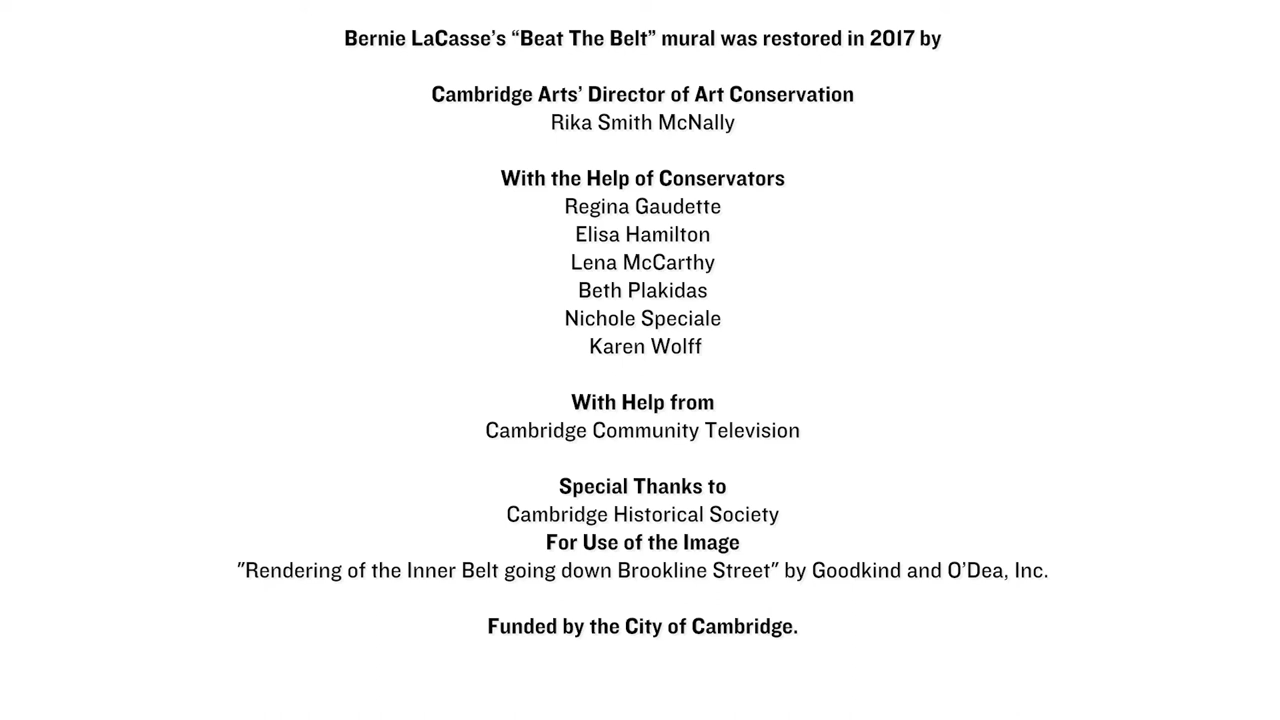 Bernie LaCasse’s “Beat The Belt” mural was restored in 2017 by
Cambridge Arts’ Director of Art Conservation
Rika Smith McNally
With the Help of Conservators
Regina Gaudette
Elisa Hamilton
Lena McCarthy
Beth Plakidas
Nichole Speciale
Karen Wolff
With Help from
Cambridge Community Television
Special Thanks to
Cambridge Historical Society
For Use of the Image
"Rendering of the Inner Belt going down Brookline Street" by Goodkind and O’Dea, Inc.
Funded by the City of Cambridge.